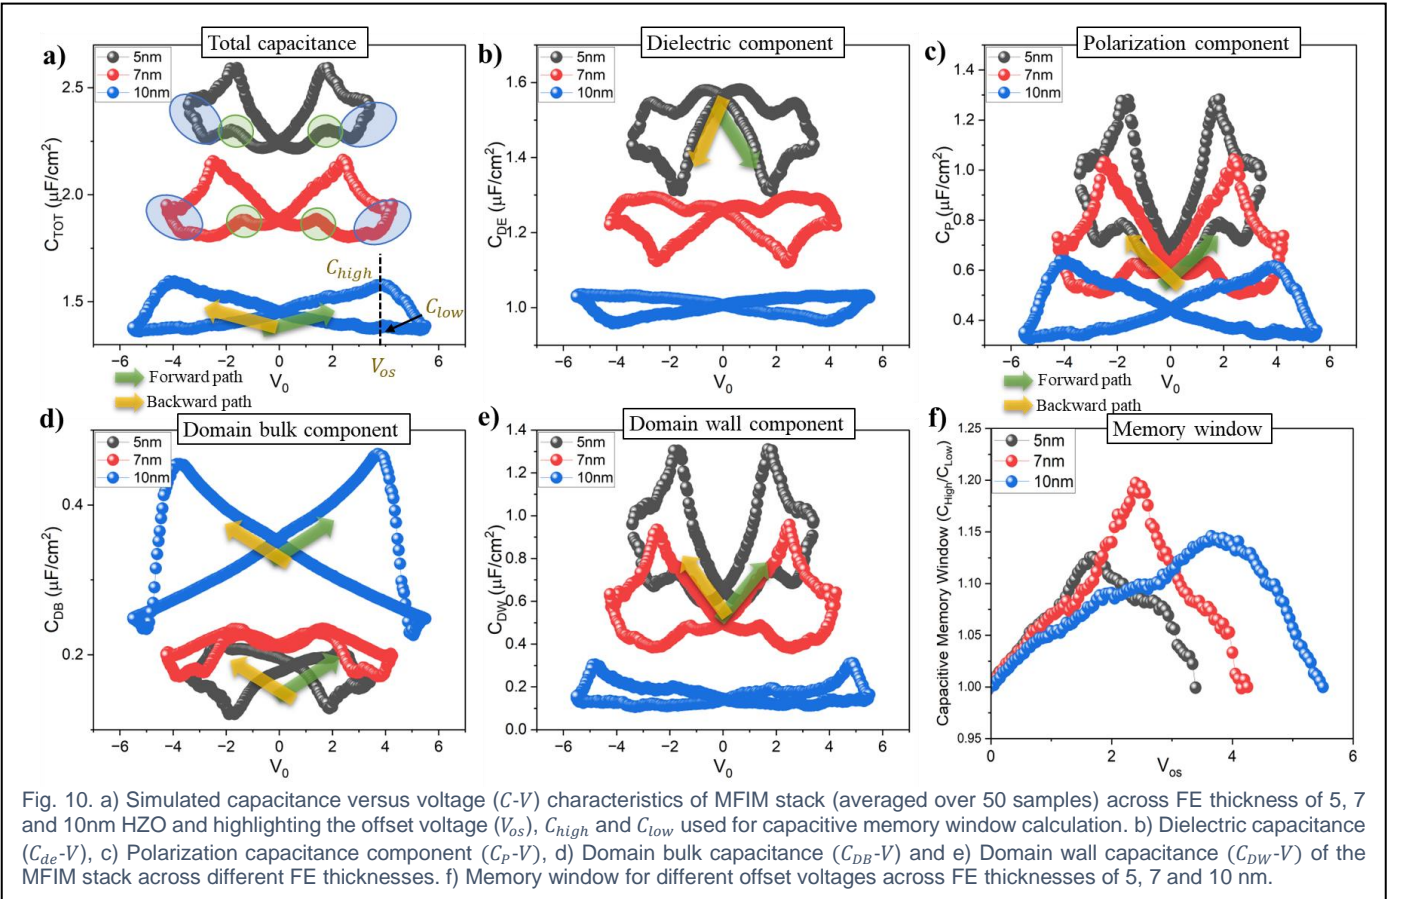 a)
Total capacitance
5nm
7nm
10nm
2.5
2.0
1.5
C_TOT (μF/cm²)
C_high
C_low
V_os
−6 −4 −2 0 2 4 6
V₀
Forward path
Backward path
b)
Dielectric component
5nm
7nm
10nm
1.6
1.4
1.2
1.0
C_DE (μF/cm²)
−6 −4 −2 0 2 4 6
V₀
c)
Polarization component
5nm
7nm
10nm
1.4
1.2
1.0
0.8
0.6
0.4
C_P (μF/cm²)
−6 −4 −2 0 2 4 6
V₀
Forward path
Backward path
d)
Domain bulk component
5nm
7nm
10nm
0.4
0.2
C_DB (μF/cm²)
−6 −4 −2 0 2 4 6
V₀
e)
Domain wall component
5nm
7nm
10nm
1.4
1.2
1.0
0.8
0.6
0.4
0.2
0.0
C_DW (μF/cm²)
−6 −4 −2 0 2 4 6
V₀
f)
Memory window
5nm
7nm
10nm
1.25
1.20
1.15
1.10
1.05
1.00
0.95
Capacitive Memory Window (C_High/C_Low)
0 2 4 6
V_os
Fig. 10. a) Simulated capacitance versus voltage (C-V) characteristics of MFIM stack (averaged over 50 samples) across FE thickness of 5, 7
and 10nm HZO and highlighting the offset voltage (V_os), C_high and C_low used for capacitive memory window calculation. b) Dielectric capacitance
(C_de-V), c) Polarization capacitance component (C_P-V), d) Domain bulk capacitance (C_DB-V) and e) Domain wall capacitance (C_DW-V) of the
MFIM stack across different FE thicknesses. f) Memory window for different offset voltages across FE thicknesses of 5, 7 and 10 nm.